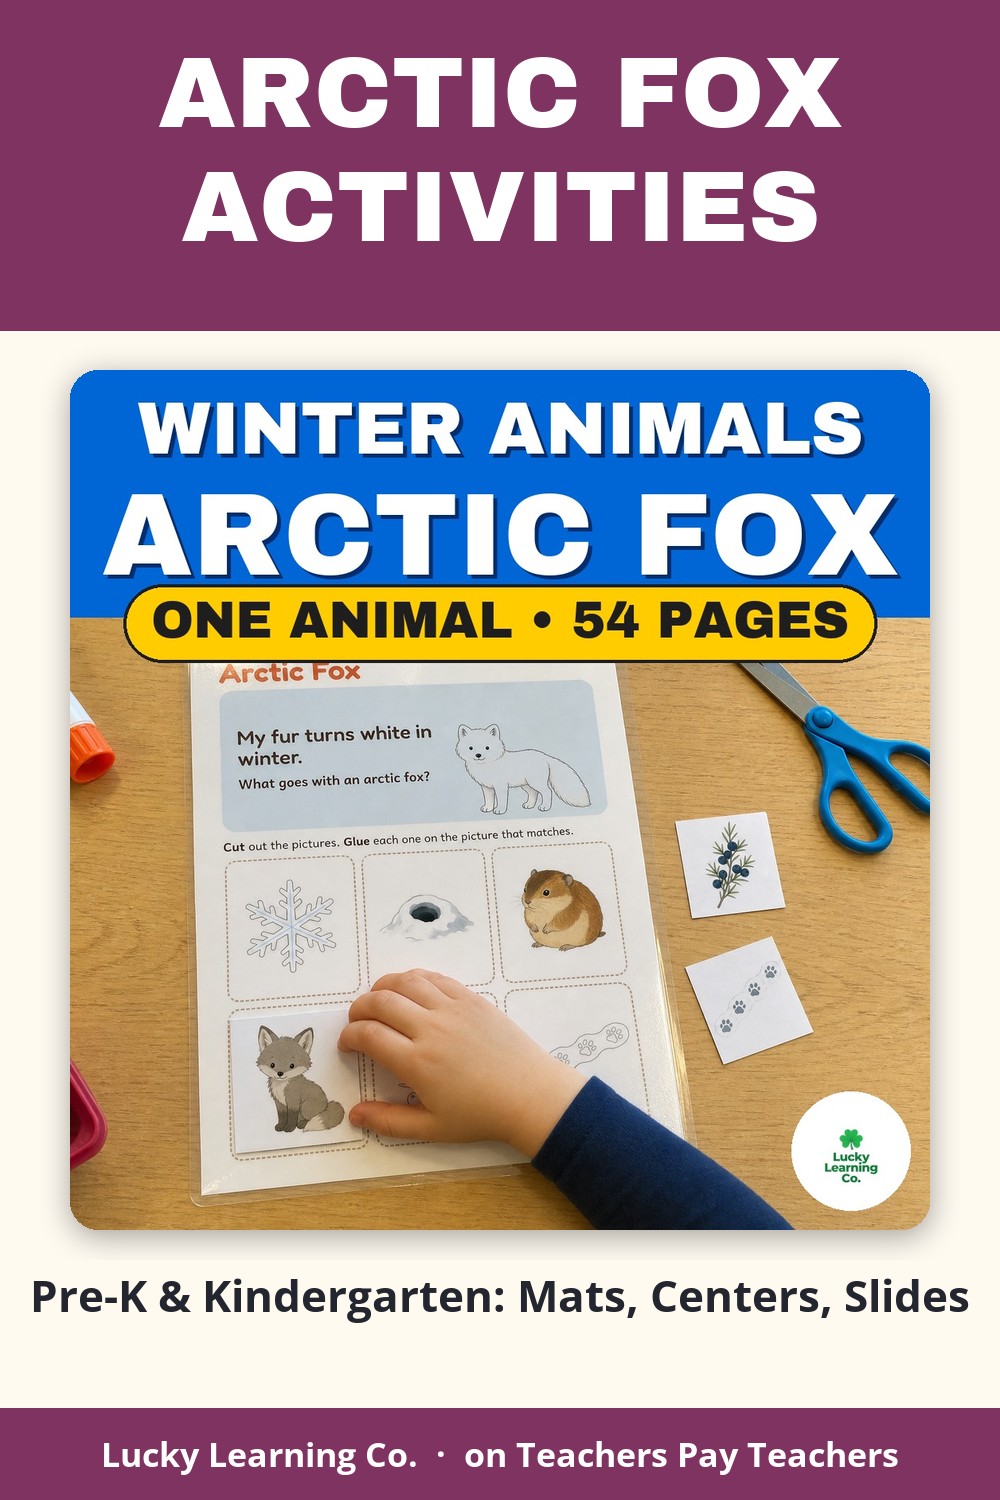 ARCTIC FOX
ACTIVITIES
WINTER ANIMALS
ARCTIC FOX
ONE ANIMAL • 54 PAGES
Arctic Fox
My fur turns white in
winter.
What goes with an arctic fox?
Cut out the pictures. Glue each one on the picture that matches.
Lucky
Learning
Co.
Pre-K & Kindergarten: Mats, Centers, Slides
Lucky Learning Co. · on Teachers Pay Teachers